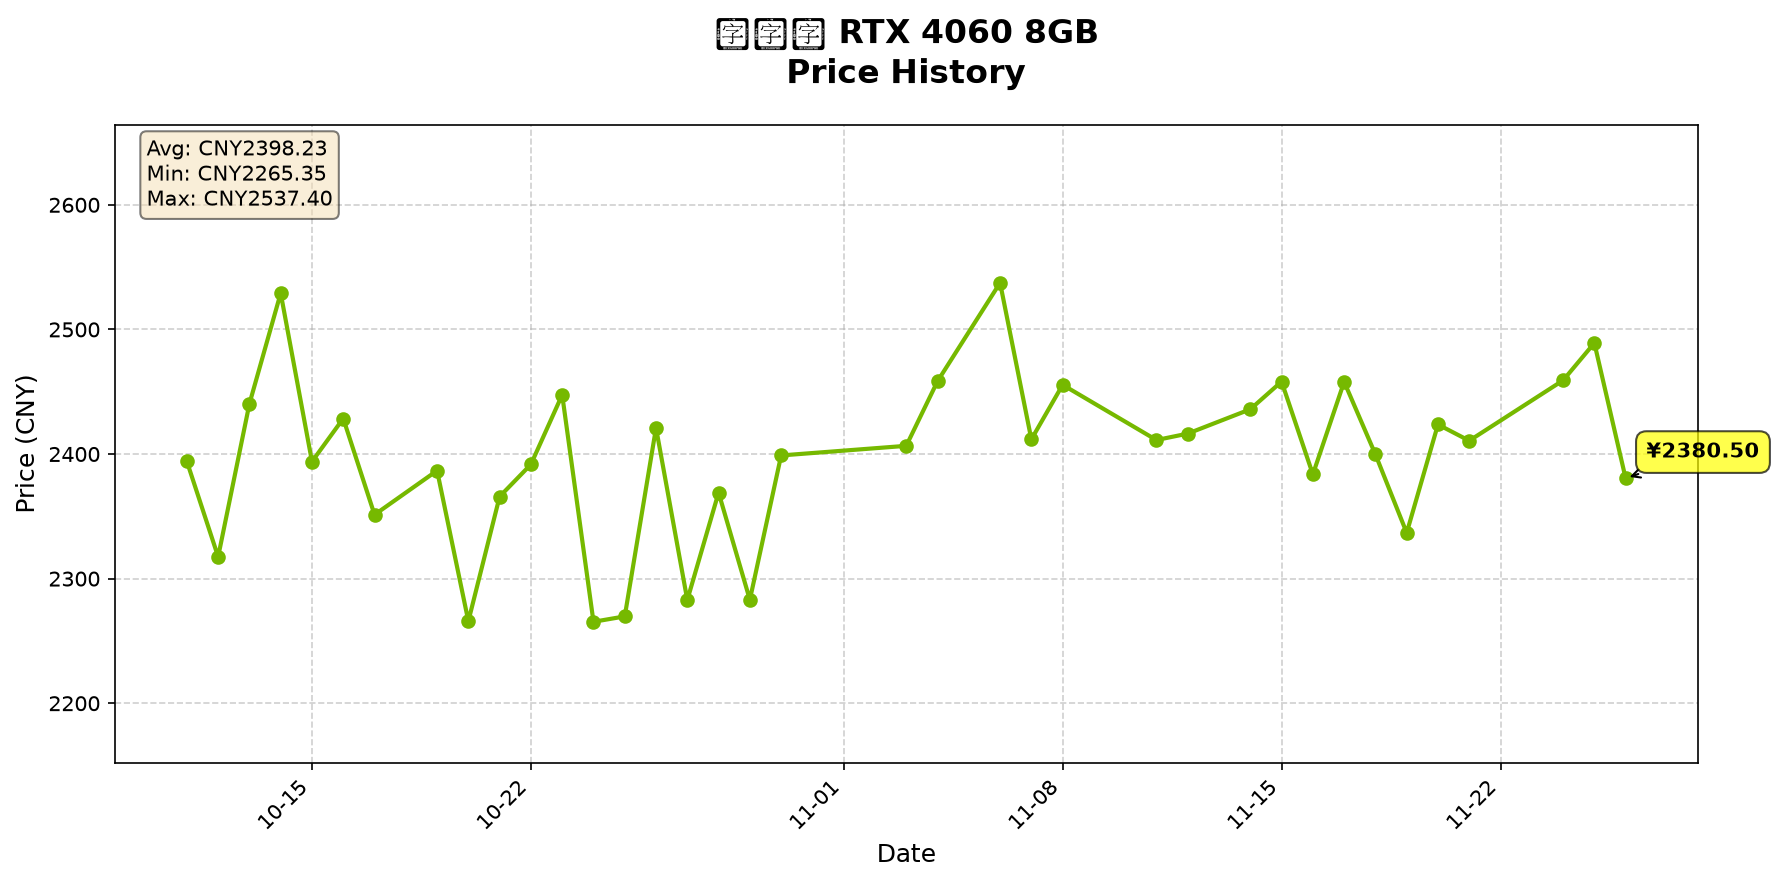 RTX 4060 8GB
Price History
Avg: CNY2398.23
Min: CNY2265.35
Max: CNY2537.40
Price (CNY)
2600
2500
2400
2300
2200
¥2380.50
10-15
10-22
11-01
11-08
11-15
11-22
Date